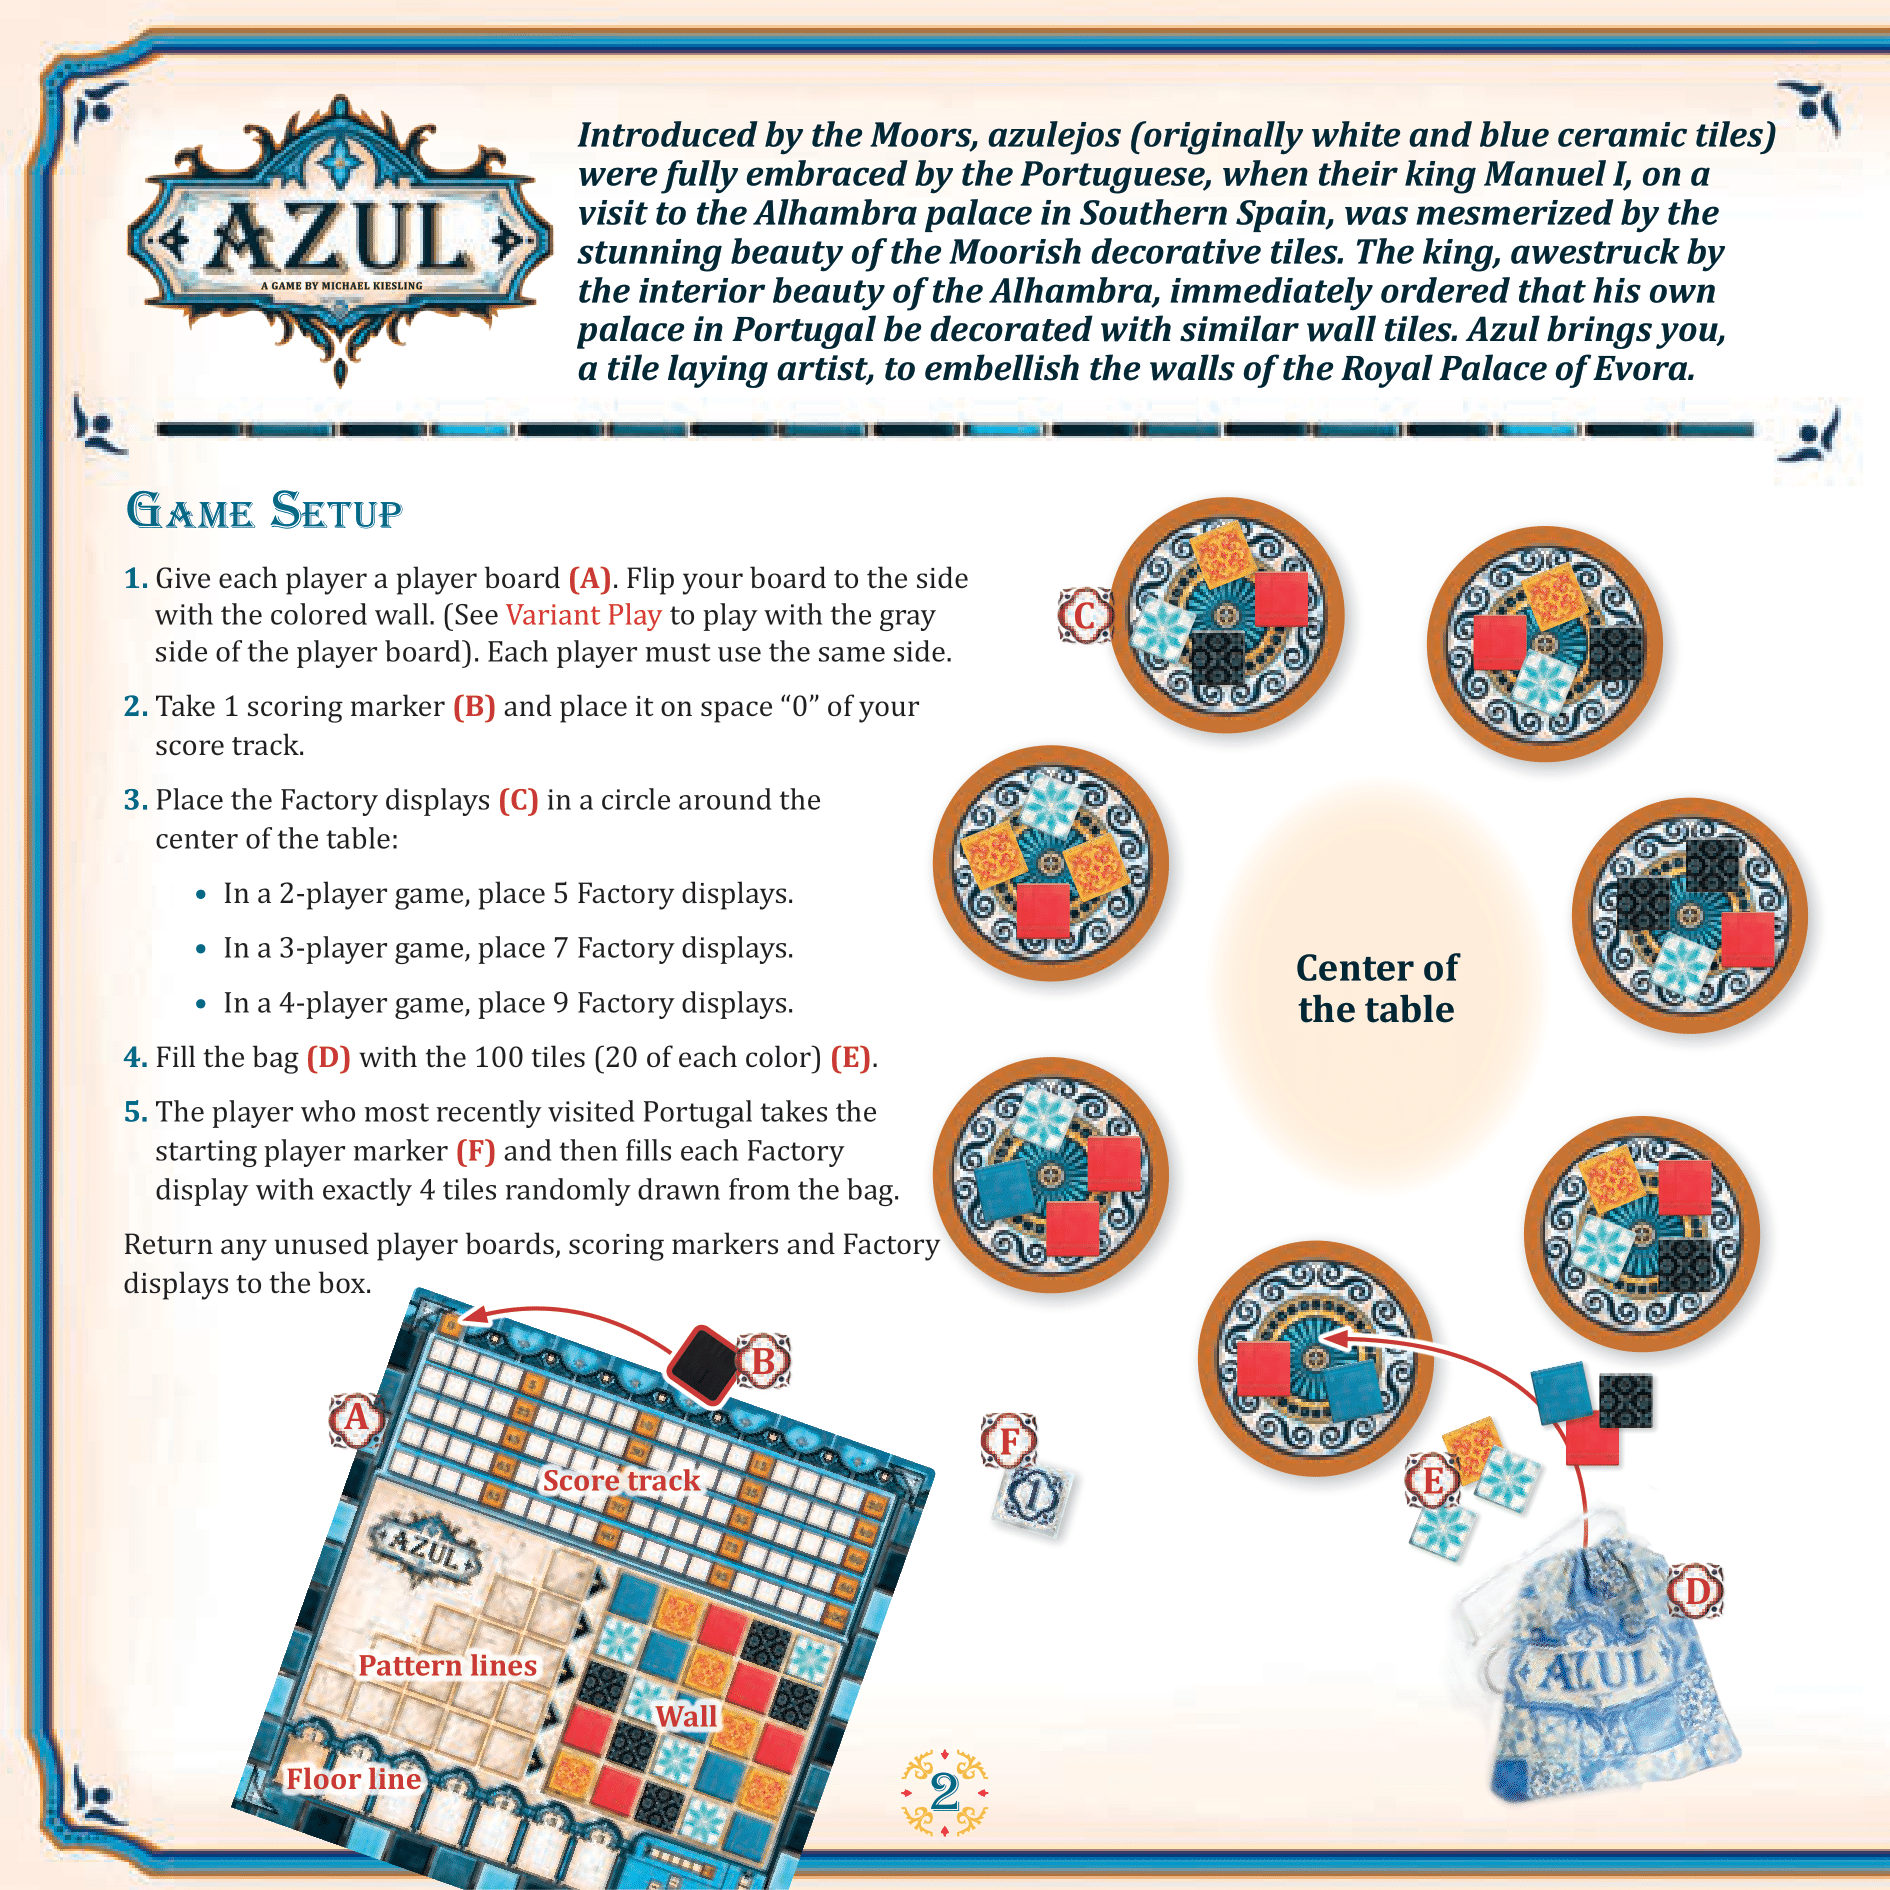 AZUL
A GAME BY MICHAEL KIESLING
Introduced by the Moors, azulejos (originally white and blue ceramic tiles)
were fully embraced by the Portuguese, when their king Manuel I, on a
visit to the Alhambra palace in Southern Spain, was mesmerized by the
stunning beauty of the Moorish decorative tiles. The king, awestruck by
the interior beauty of the Alhambra, immediately ordered that his own
palace in Portugal be decorated with similar wall tiles. Azul brings you,
a tile laying artist, to embellish the walls of the Royal Palace of Evora.
GAME SETUP
1. Give each player a player board (A). Flip your board to the side
with the colored wall. (See Variant Play to play with the gray
side of the player board). Each player must use the same side.
2. Take 1 scoring marker (B) and place it on space “0” of your
score track.
3. Place the Factory displays (C) in a circle around the
center of the table:
• In a 2-player game, place 5 Factory displays.
• In a 3-player game, place 7 Factory displays.
• In a 4-player game, place 9 Factory displays.
4. Fill the bag (D) with the 100 tiles (20 of each color) (E).
5. The player who most recently visited Portugal takes the
starting player marker (F) and then fills each Factory
display with exactly 4 tiles randomly drawn from the bag.
Return any unused player boards, scoring markers and Factory
displays to the box.
C
Center of
the table
B
A
F
1
E
D
Score track
AZUL
Pattern lines
Wall
Floor line
AZUL
2